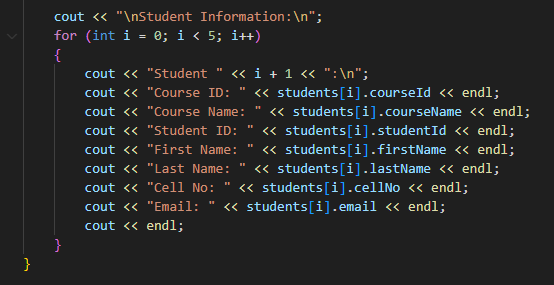 cout << "\nStudent Information:\n";
for (int i = 0; i < 5; i++)
{
cout << "Student " << i + 1 << ":\n";
cout << "Course ID: " << students[i].courseId << endl;
cout << "Course Name: " << students[i].courseName << endl;
cout << "Student ID: " << students[i].studentId << endl;
cout << "First Name: " << students[i].firstName << endl;
cout << "Last Name: " << students[i].lastName << endl;
cout << "Cell No: " << students[i].cellNo << endl;
cout << "Email: " << students[i].email << endl;
cout << endl;
}
}